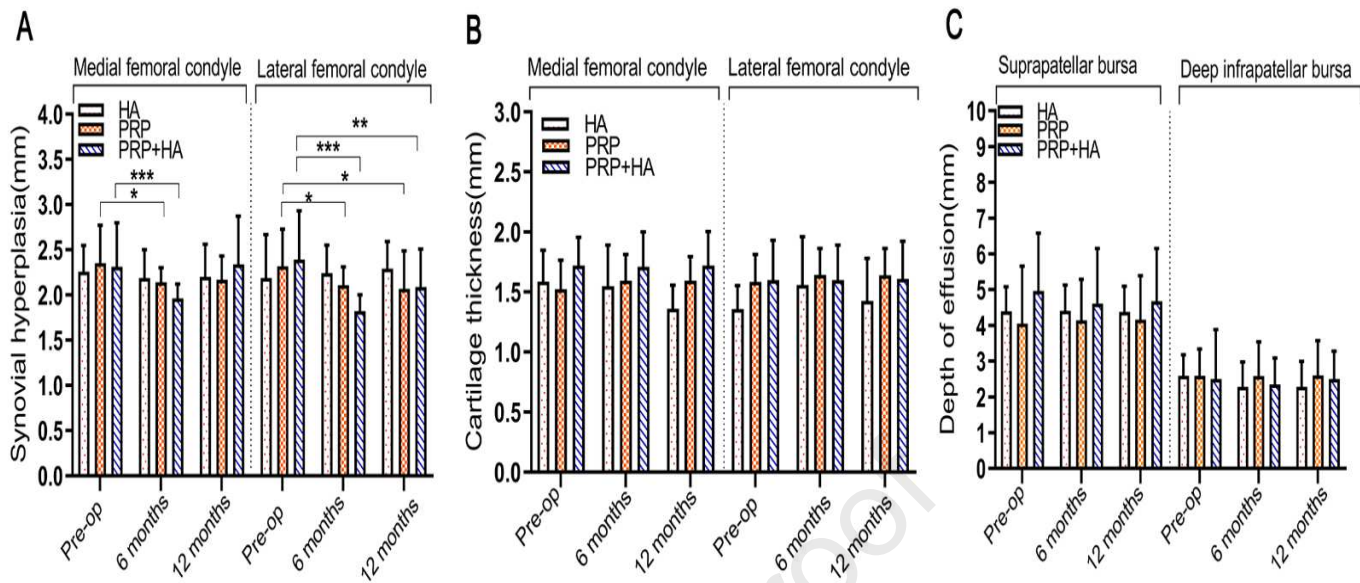 A
Medial femoral condyle
Lateral femoral condyle
HA
PRP
PRP+HA
***
*
**
***
*
*
Synovial hyperplasia(mm)
4.0
3.5
3.0
2.5
2.0
1.5
1.0
0.5
0.0
Pre-op
6 months
12 months
Pre-op
6 months
12 months
B
Medial femoral condyle
Lateral femoral condyle
HA
PRP
PRP+HA
Cartilage thickness(mm)
3.0
2.5
2.0
1.5
1.0
0.5
0.0
Pre-op
6 months
12 months
Pre-op
6 months
12 months
C
Suprapatellar bursa
Deep infrapatellar bursa
HA
PRP
PRP+HA
Depth of effusion(mm)
10
9
8
7
6
5
4
3
2
1
0
Pre-op
6 months
12 months
Pre-op
6 months
12 months
roof